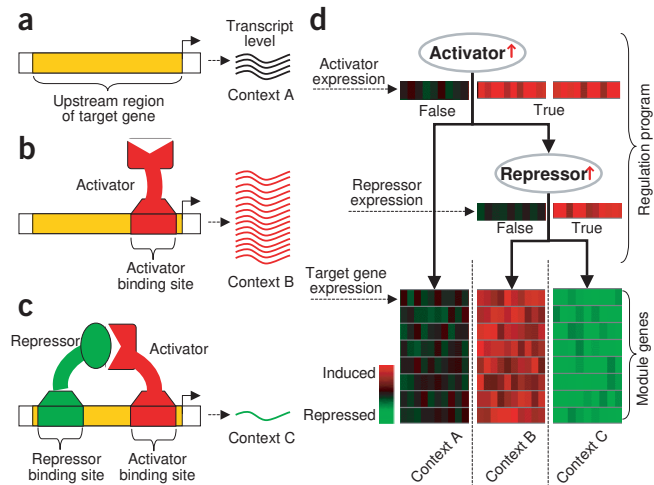 a
Transcript
level
Context A
Upstream region
of target gene
b
Activator
Activator
binding site
Context B
c
Repressor
Activator
Repressor
binding site
Activator
binding site
Context C
d
Activator↑
Activator
expression
False
True
Repressor↑
Repressor
expression
False
True
Target gene
expression
Induced
Repressed
Context A
Context B
Context C
Regulation program
Module genes